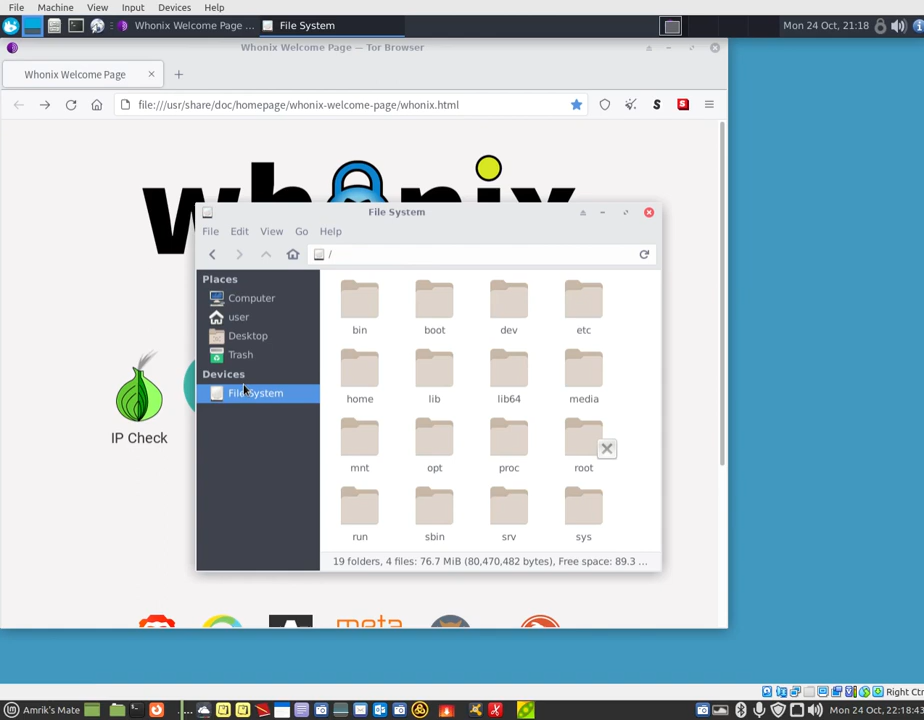 File Machine View Input Devices Help
Whonix Welcome Page ... File System Mon 24 Oct, 21:18
Whonix Welcome Page — Tor Browser
Whonix Welcome Page
file:///usr/share/doc/homepage/whonix-welcome-page/whonix.html
whonix
File System
File Edit View Go Help
/
Places
Computer
user
Desktop
Trash
Devices
File System
bin boot dev etc
home lib lib64 media
mnt opt proc root
run sbin srv sys
19 folders, 4 files: 76.7 MiB (80,470,482 bytes), Free space: 89.3 ...
IP Check
meta
Right Ctr
Amrik's Mate
Mon 24 Oct, 22:18:4